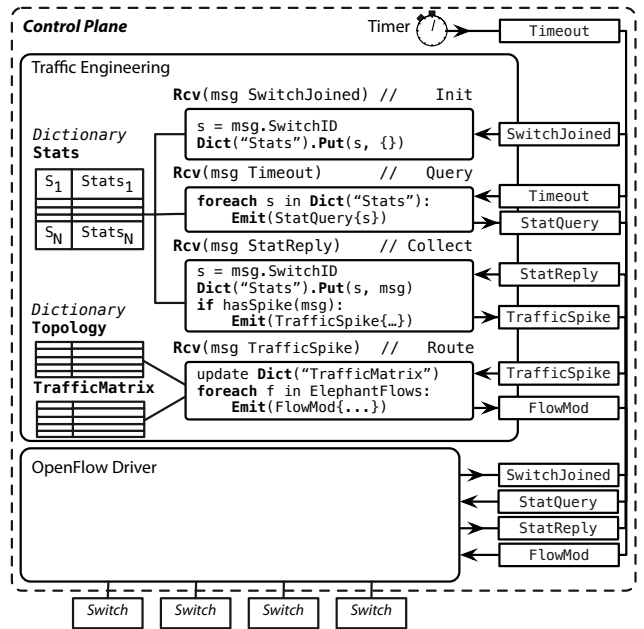 Control Plane
Timer
Timeout
Traffic Engineering
Rcv(msg SwitchJoined) // Init
s = msg.SwitchID
Dict(“Stats”).Put(s, {})
SwitchJoined
Dictionary
Stats
S1 Stats1
SN StatsN
Rcv(msg Timeout) // Query
foreach s in Dict(“Stats”):
Emit(StatQuery{s})
Timeout
StatQuery
Rcv(msg StatReply) // Collect
s = msg.SwitchID
Dict(“Stats”).Put(s, msg)
if hasSpike(msg):
Emit(TrafficSpike{…})
StatReply
TrafficSpike
Dictionary
Topology
TrafficMatrix
Rcv(msg TrafficSpike) // Route
update Dict(“TrafficMatrix”)
foreach f in ElephantFlows:
Emit(FlowMod{...})
TrafficSpike
FlowMod
OpenFlow Driver
SwitchJoined
StatQuery
StatReply
FlowMod
Switch
Switch
Switch
Switch